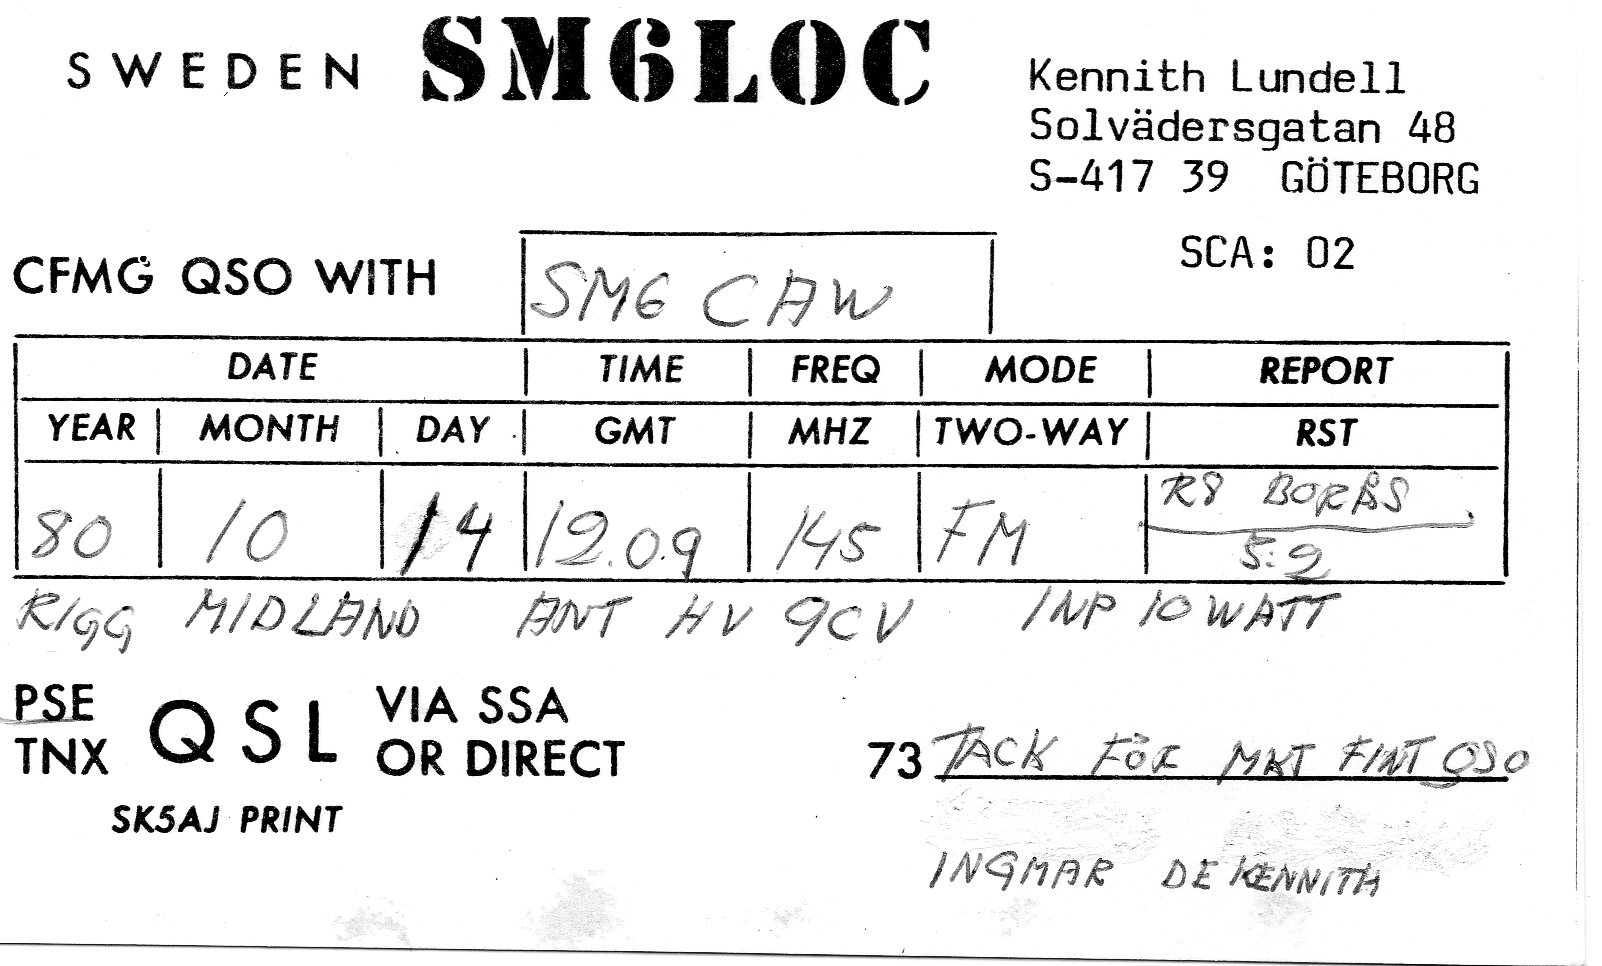 SWEDEN SM6LOC
Kennith Lundell
Solvädersgatan 48
S-417 39 GÖTEBORG
SCA: 02
CFMG QSO WITH SM6 CAW
DATE TIME FREQ MODE REPORT
YEAR MONTH DAY GMT MHZ TWO-WAY RST
80 10 14 12.09 145 FM R8 BORÅS
5:9
RIGG MIDLAND ANT HV 9CV INP 10 WATT
PSE QSL VIA SSA
TNX OR DIRECT
73 TACK FÖR MKT FINT QSO
SK5AJ PRINT
INGMAR DE KENNITH